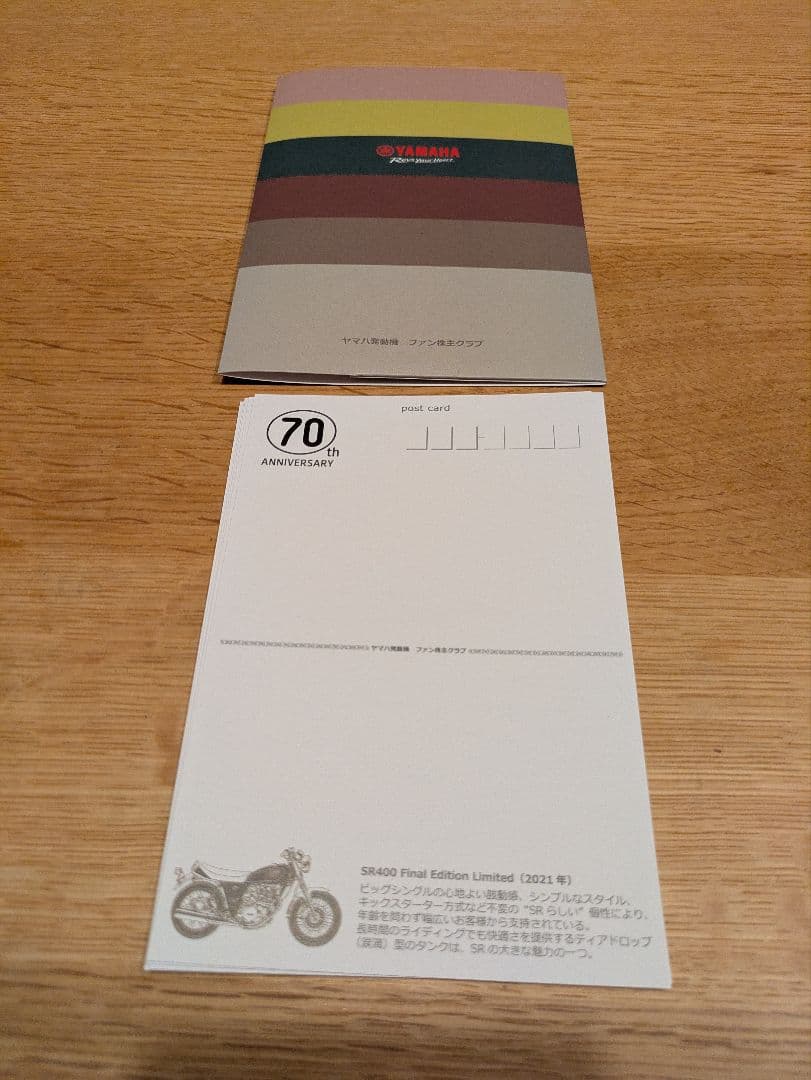 YAMAHA
Revs Your Heart
ヤマハ発動機 ファン株主クラブ
post card
70th
ANNIVERSARY
ヤマハ発動機 ファン株主クラブ
SR400 Final Edition Limited（2021年）
ビッグシングルの心地よい鼓動感、シンプルなスタイル、
キックスターター方式など不変の“SRらしい”個性により、
年齢を問わず幅広いお客様から支持されている。
長時間のライディングでも快適さを提供するティアドロップ
（涙滴）型のタンクは、SRの大きな魅力の一つ。